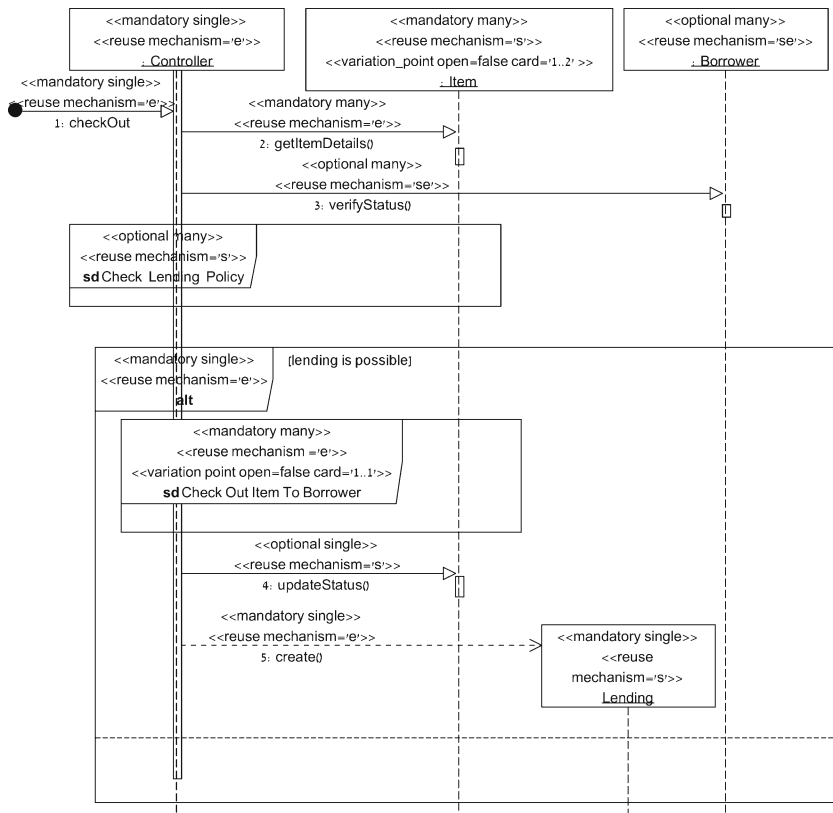 <<mandatory single>>
<<reuse mechanism='e'>>
: Controller
<<mandatory many>>
<<reuse mechanism='s'>>
<<variation_point open=false card='1..2' >>
: Item
<<optional many>>
<<reuse mechanism='se'>>
: Borrower
<<mandatory single>>
<<reuse mechanism='e'>>
1: checkOut
<<mandatory many>>
<<reuse mechanism='e'>>
2: getItemDetails()
<<optional many>>
<<reuse mechanism='se'>>
3: verifyStatus()
<<optional many>>
<<reuse mechanism='s'>>
sd Check Lending Policy
<<mandatory single>>
<<reuse mechanism='e'>>
alt
[lending is possible]
<<mandatory many>>
<<reuse mechanism ='e'>>
<<variation point open=false card='1..1'>>
sd Check Out Item To Borrower
<<optional single>>
<<reuse mechanism='s'>>
4: updateStatus()
<<mandatory single>>
<<reuse mechanism='e'>>
5: create()
<<mandatory single>>
<<reuse
mechanism='s'>>
Lending